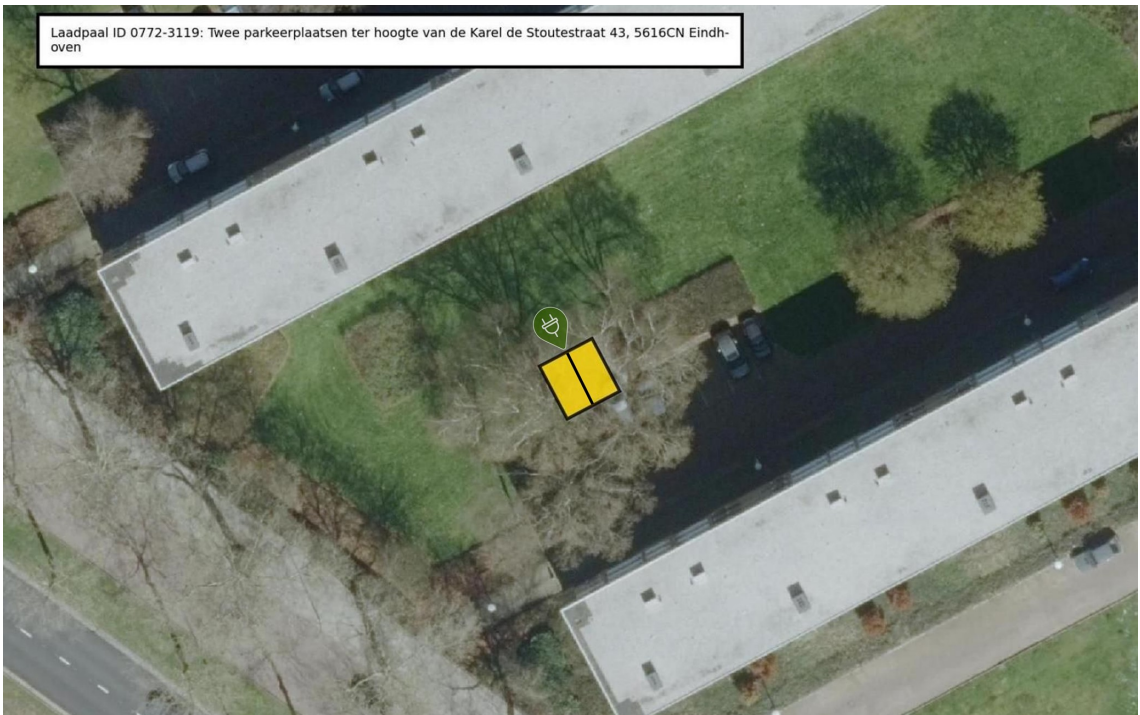 Laadpaal ID 0772-3119: Twee parkeerplaatsen ter hoogte van de Karel de Stoutestraat 43, 5616CN Eindh-
oven